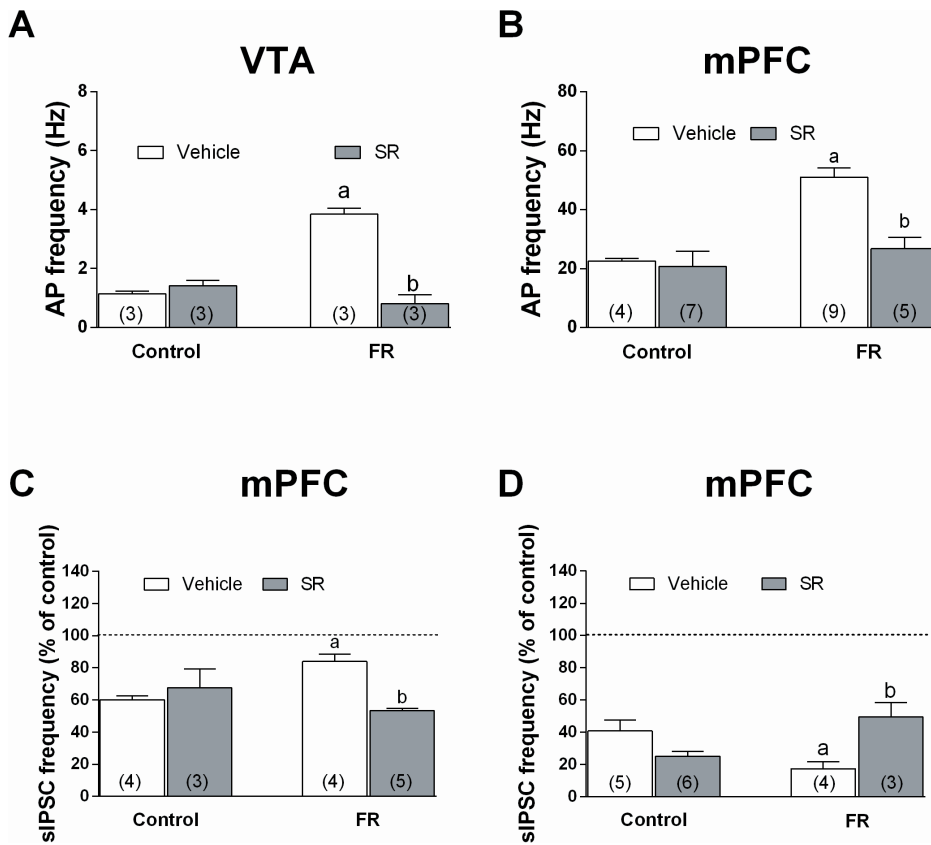 A
VTA
AP frequency (Hz)
8
6
4
2
0
Vehicle
SR
a
b
(3)
(3)
(3)
(3)
Control
FR
B
mPFC
AP frequency (Hz)
80
60
40
20
0
Vehicle
SR
a
b
(4)
(7)
(9)
(5)
Control
FR
C
mPFC
sIPSC frequency (% of control)
140
120
100
80
60
40
20
0
Vehicle
SR
a
b
(4)
(3)
(4)
(5)
Control
FR
D
mPFC
sIPSC frequency (% of control)
140
120
100
80
60
40
20
0
Vehicle
SR
a
b
(5)
(6)
(4)
(3)
Control
FR